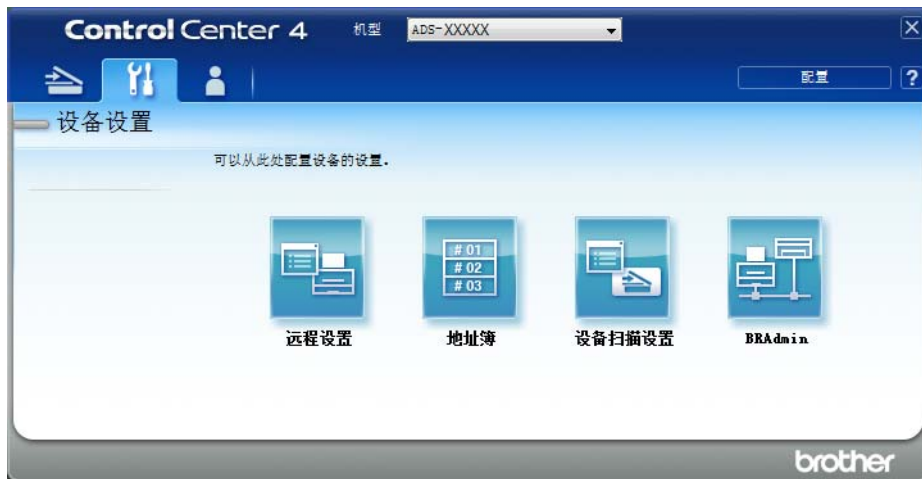 Control Center 4 机型 ADS-XXXXX
配置 ?
设备设置
可以从此处配置设备的设置.
# 01
# 02
# 03
远程设置 地址簿 设备扫描设置 BRAdmin
brother